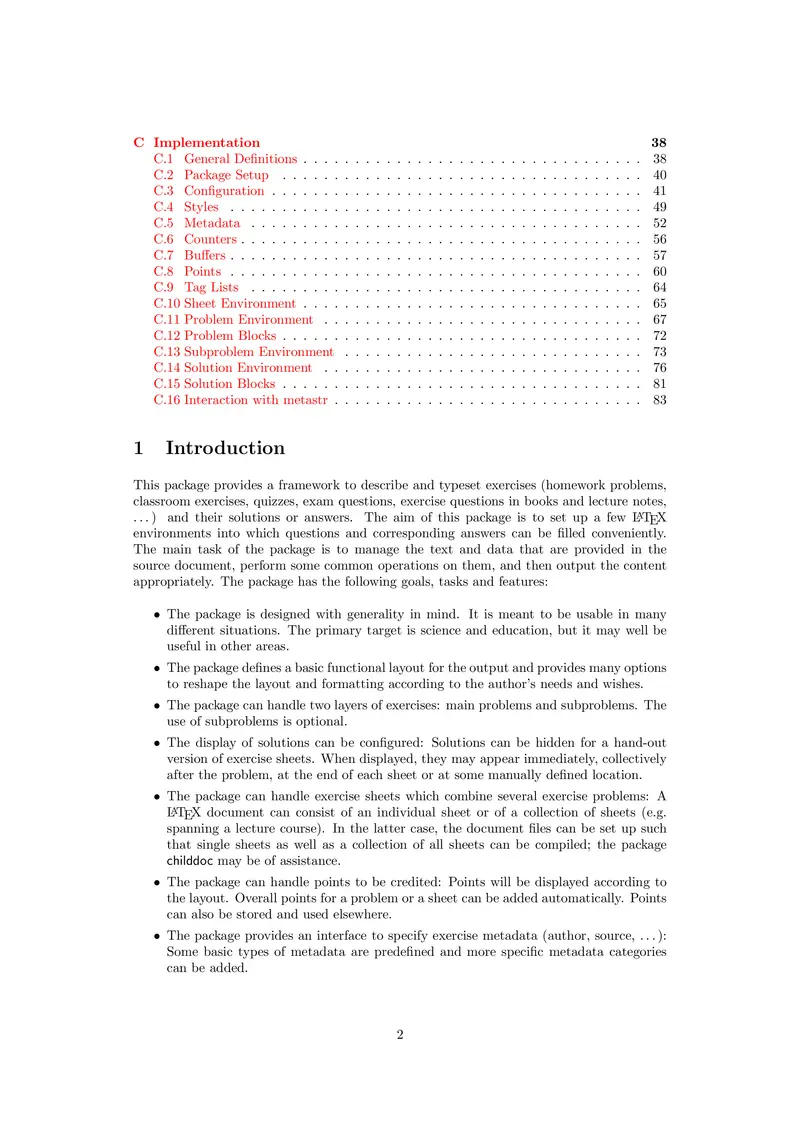 C Implementation 38
C.1 General Definitions . . . . . . . . . . . . . . . . . . . . . . . . . . . . . . . . . 38
C.2 Package Setup . . . . . . . . . . . . . . . . . . . . . . . . . . . . . . . . . . . 40
C.3 Configuration . . . . . . . . . . . . . . . . . . . . . . . . . . . . . . . . . . . . 41
C.4 Styles . . . . . . . . . . . . . . . . . . . . . . . . . . . . . . . . . . . . . . . . 49
C.5 Metadata . . . . . . . . . . . . . . . . . . . . . . . . . . . . . . . . . . . . . . 52
C.6 Counters . . . . . . . . . . . . . . . . . . . . . . . . . . . . . . . . . . . . . . . 56
C.7 Buffers . . . . . . . . . . . . . . . . . . . . . . . . . . . . . . . . . . . . . . . . 57
C.8 Points . . . . . . . . . . . . . . . . . . . . . . . . . . . . . . . . . . . . . . . . 60
C.9 Tag Lists . . . . . . . . . . . . . . . . . . . . . . . . . . . . . . . . . . . . . . 64
C.10 Sheet Environment . . . . . . . . . . . . . . . . . . . . . . . . . . . . . . . . . 65
C.11 Problem Environment . . . . . . . . . . . . . . . . . . . . . . . . . . . . . . . 67
C.12 Problem Blocks . . . . . . . . . . . . . . . . . . . . . . . . . . . . . . . . . . . 72
C.13 Subproblem Environment . . . . . . . . . . . . . . . . . . . . . . . . . . . . . 73
C.14 Solution Environment . . . . . . . . . . . . . . . . . . . . . . . . . . . . . . . 76
C.15 Solution Blocks . . . . . . . . . . . . . . . . . . . . . . . . . . . . . . . . . . . 81
C.16 Interaction with metastr . . . . . . . . . . . . . . . . . . . . . . . . . . . . . . 83
1 Introduction
This package provides a framework to describe and typeset exercises (homework problems,
classroom exercises, quizzes, exam questions, exercise questions in books and lecture notes,
. . . ) and their solutions or answers. The aim of this package is to set up a few LATEX
environments into which questions and corresponding answers can be filled conveniently.
The main task of the package is to manage the text and data that are provided in the
source document, perform some common operations on them, and then output the content
appropriately. The package has the following goals, tasks and features:
• The package is designed with generality in mind. It is meant to be usable in many
different situations. The primary target is science and education, but it may well be
useful in other areas.
• The package defines a basic functional layout for the output and provides many options
to reshape the layout and formatting according to the author's needs and wishes.
• The package can handle two layers of exercises: main problems and subproblems. The
use of subproblems is optional.
• The display of solutions can be configured: Solutions can be hidden for a hand-out
version of exercise sheets. When displayed, they may appear immediately, collectively
after the problem, at the end of each sheet or at some manually defined location.
• The package can handle exercise sheets which combine several exercise problems: A
LATEX document can consist of an individual sheet or of a collection of sheets (e.g.
spanning a lecture course). In the latter case, the document files can be set up such
that single sheets as well as a collection of all sheets can be compiled; the package
childdoc may be of assistance.
• The package can handle points to be credited: Points will be displayed according to
the layout. Overall points for a problem or a sheet can be added automatically. Points
can also be stored and used elsewhere.
• The package provides an interface to specify exercise metadata (author, source, . . . ):
Some basic types of metadata are predefined and more specific metadata categories
can be added.
2